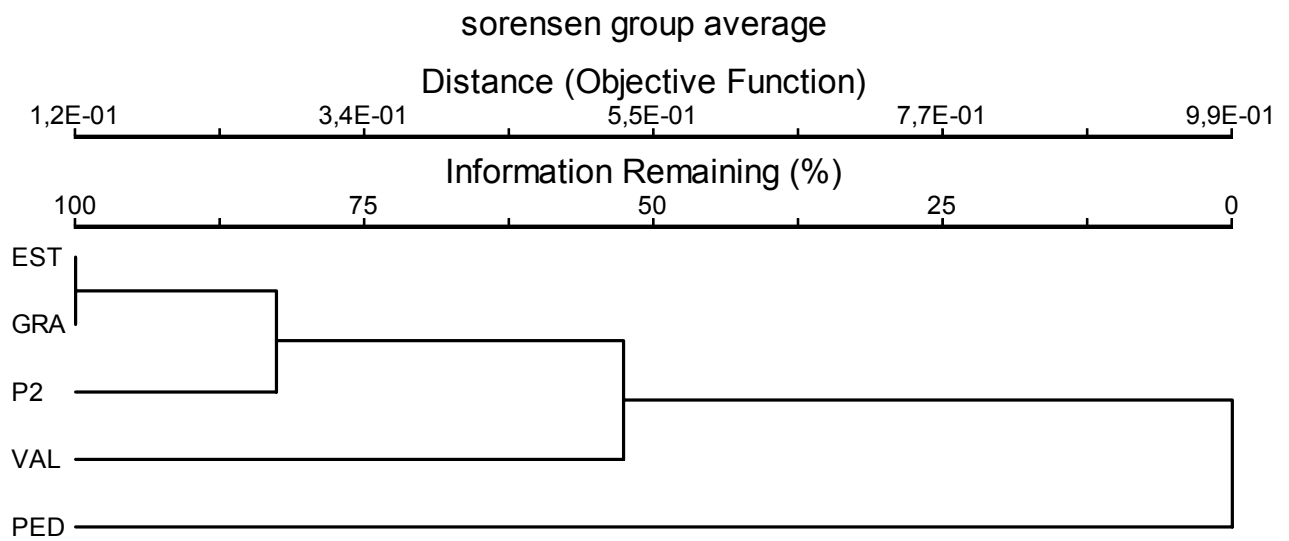 sorensen group average
Distance (Objective Function)
1,2E-01 3,4E-01 5,5E-01 7,7E-01 9,9E-01
Information Remaining (%)
100 75 50 25 0
EST
GRA
P2
VAL
PED